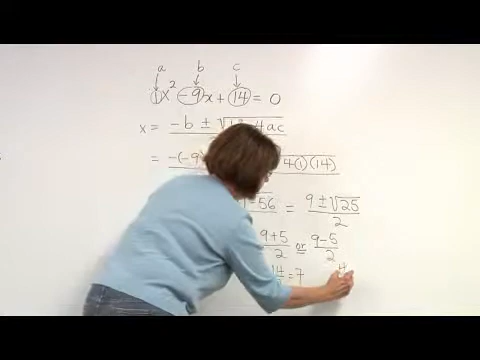 a b c
1x² -9x + 14 = 0
x = -b ± √ - 4ac
= -(-9) 4(1)(14)
-56 = 9 ± √25 / 2
9+5 / 2 or 9-5 / 2
14 = 7 4